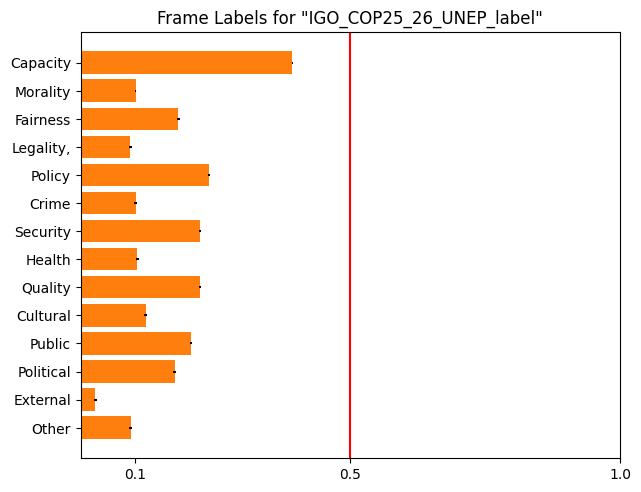 Frame Labels for "IGO_COP25_26_UNEP_label"
Capacity
Morality
Fairness
Legality,
Policy
Crime
Security
Health
Quality
Cultural
Public
Political
External
Other
0.1 0.5 1.0